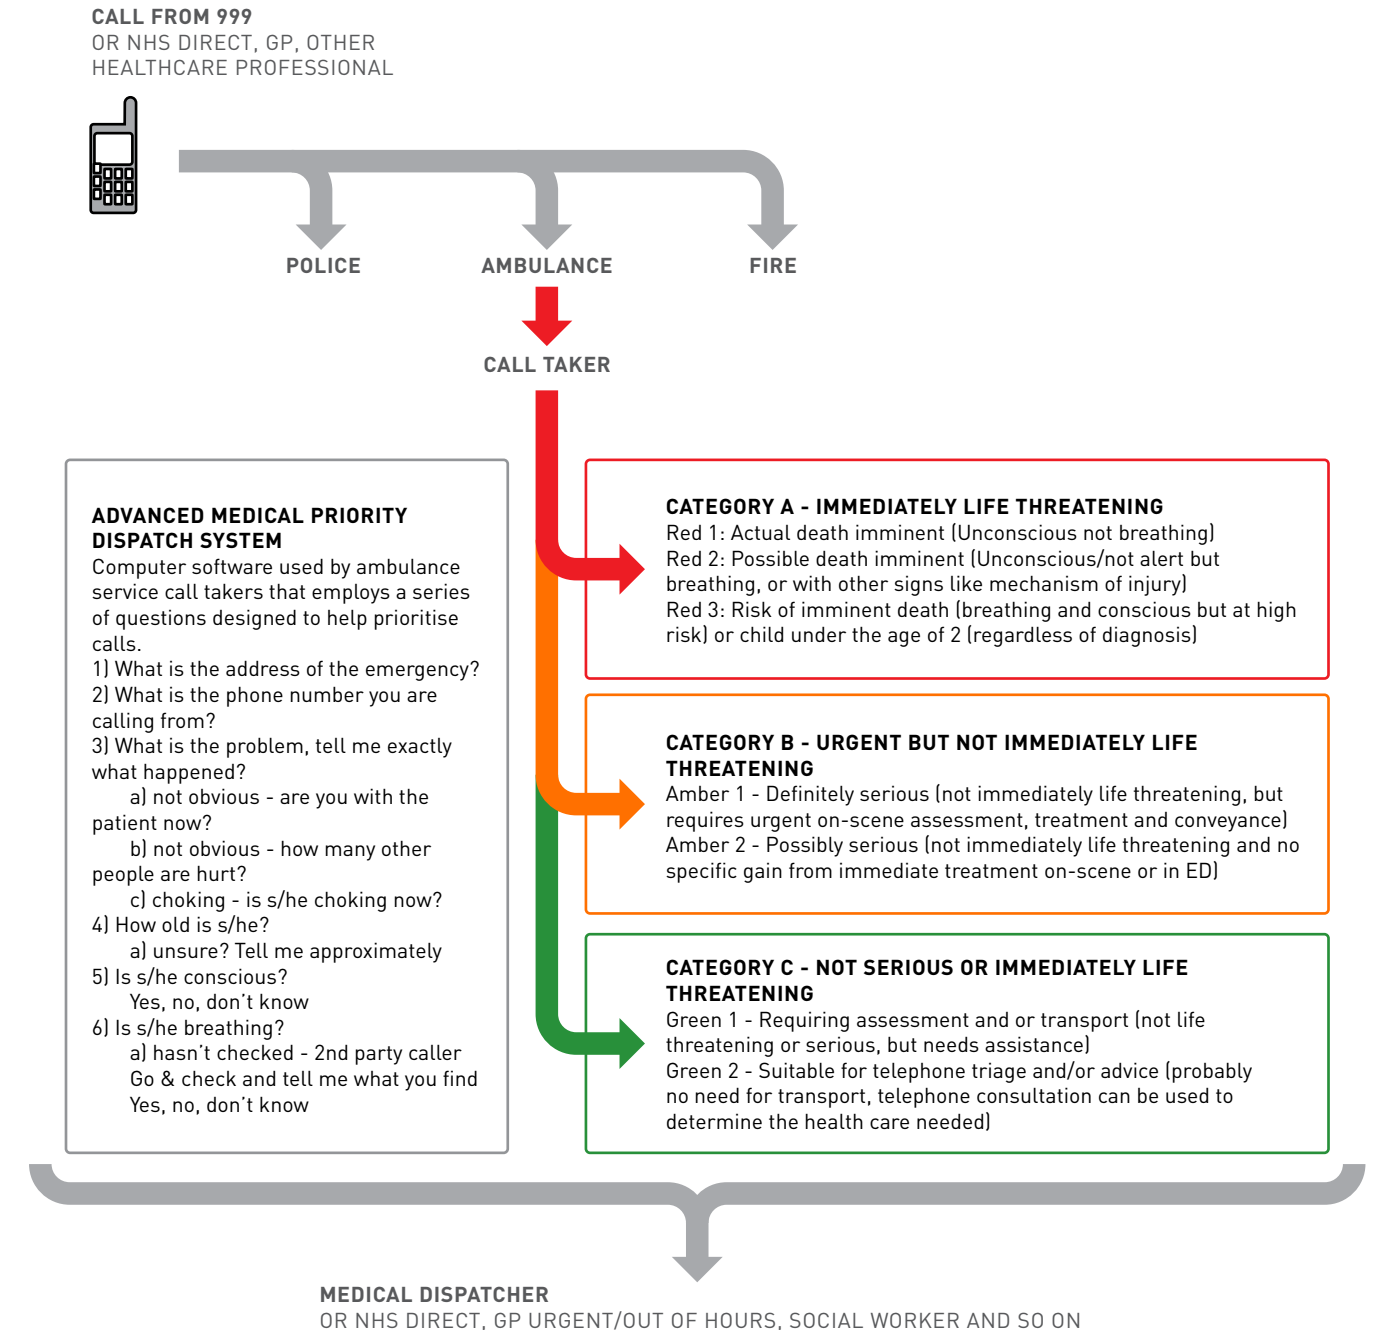 CALL FROM 999
OR NHS DIRECT, GP, OTHER
HEALTHCARE PROFESSIONAL
POLICE
AMBULANCE
FIRE
CALL TAKER
ADVANCED MEDICAL PRIORITY
DISPATCH SYSTEM
Computer software used by ambulance
service call takers that employs a series
of questions designed to help prioritise
calls.
1) What is the address of the emergency?
2) What is the phone number you are
calling from?
3) What is the problem, tell me exactly
what happened?
a) not obvious - are you with the
patient now?
b) not obvious - how many other
people are hurt?
c) choking - is s/he choking now?
4) How old is s/he?
a) unsure? Tell me approximately
5) Is s/he conscious?
Yes, no, don't know
6) Is s/he breathing?
a) hasn't checked - 2nd party caller
Go & check and tell me what you find
Yes, no, don't know
CATEGORY A - IMMEDIATELY LIFE THREATENING
Red 1: Actual death imminent (Unconscious not breathing)
Red 2: Possible death imminent (Unconscious/not alert but
breathing, or with other signs like mechanism of injury)
Red 3: Risk of imminent death (breathing and conscious but at high
risk) or child under the age of 2 (regardless of diagnosis)
CATEGORY B - URGENT BUT NOT IMMEDIATELY LIFE
THREATENING
Amber 1 - Definitely serious (not immediately life threatening, but
requires urgent on-scene assessment, treatment and conveyance)
Amber 2 - Possibly serious (not immediately life threatening and no
specific gain from immediate treatment on-scene or in ED)
CATEGORY C - NOT SERIOUS OR IMMEDIATELY LIFE
THREATENING
Green 1 - Requiring assessment and or transport (not life
threatening or serious, but needs assistance)
Green 2 - Suitable for telephone triage and/or advice (probably
no need for transport, telephone consultation can be used to
determine the health care needed)
MEDICAL DISPATCHER
OR NHS DIRECT, GP URGENT/OUT OF HOURS, SOCIAL WORKER AND SO ON